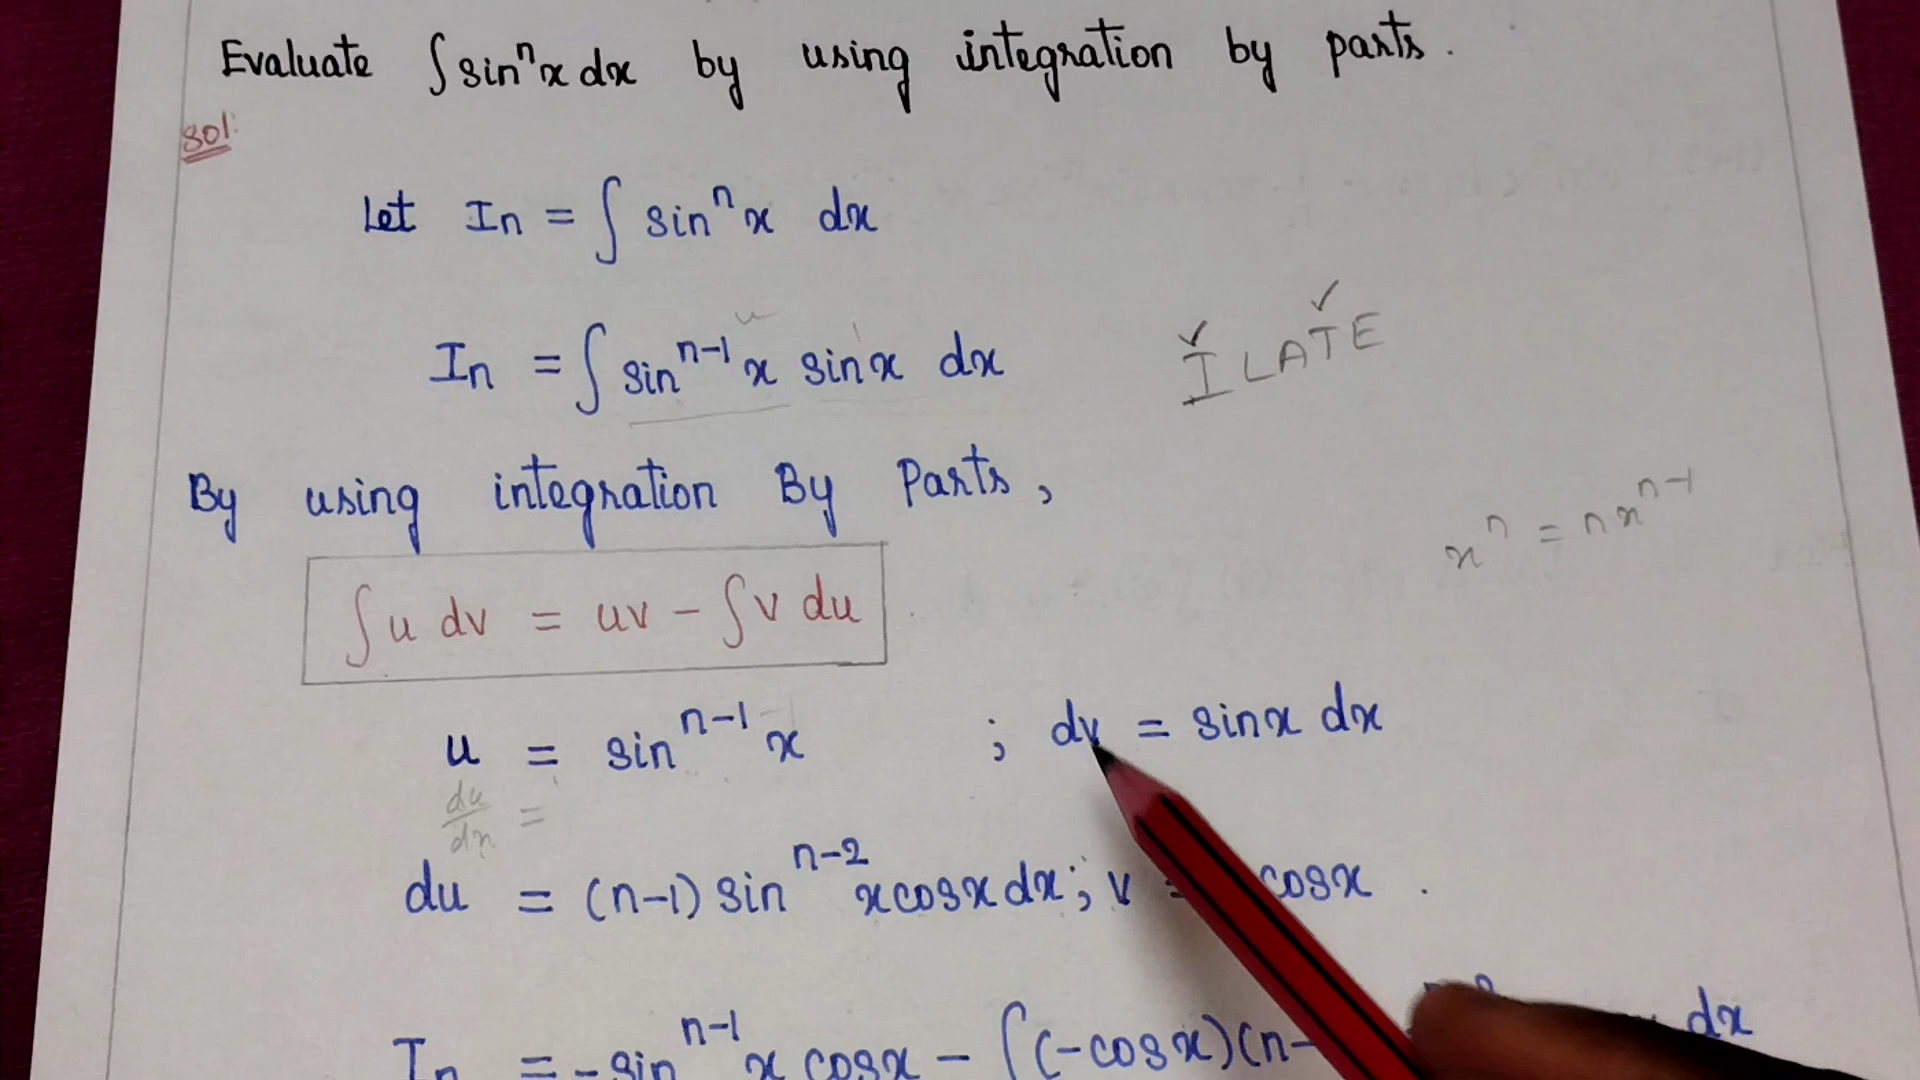 Evaluate ∫ sinⁿx dx by using integration by parts.
Sol:
Let In = ∫ sinⁿx dx
u
In = ∫ sinⁿ⁻¹x sinx dx
ILATE
By using integration By Parts,
xⁿ = nxⁿ⁻¹
∫u dv = uv - ∫v du
u = sinⁿ⁻¹x ; dv = sinx dx
du/dx =
du = (n-1) sinⁿ⁻²x cosx dx; v cosx .
In = -sinⁿ⁻¹x cosx - ∫(-cosx)(n- dx